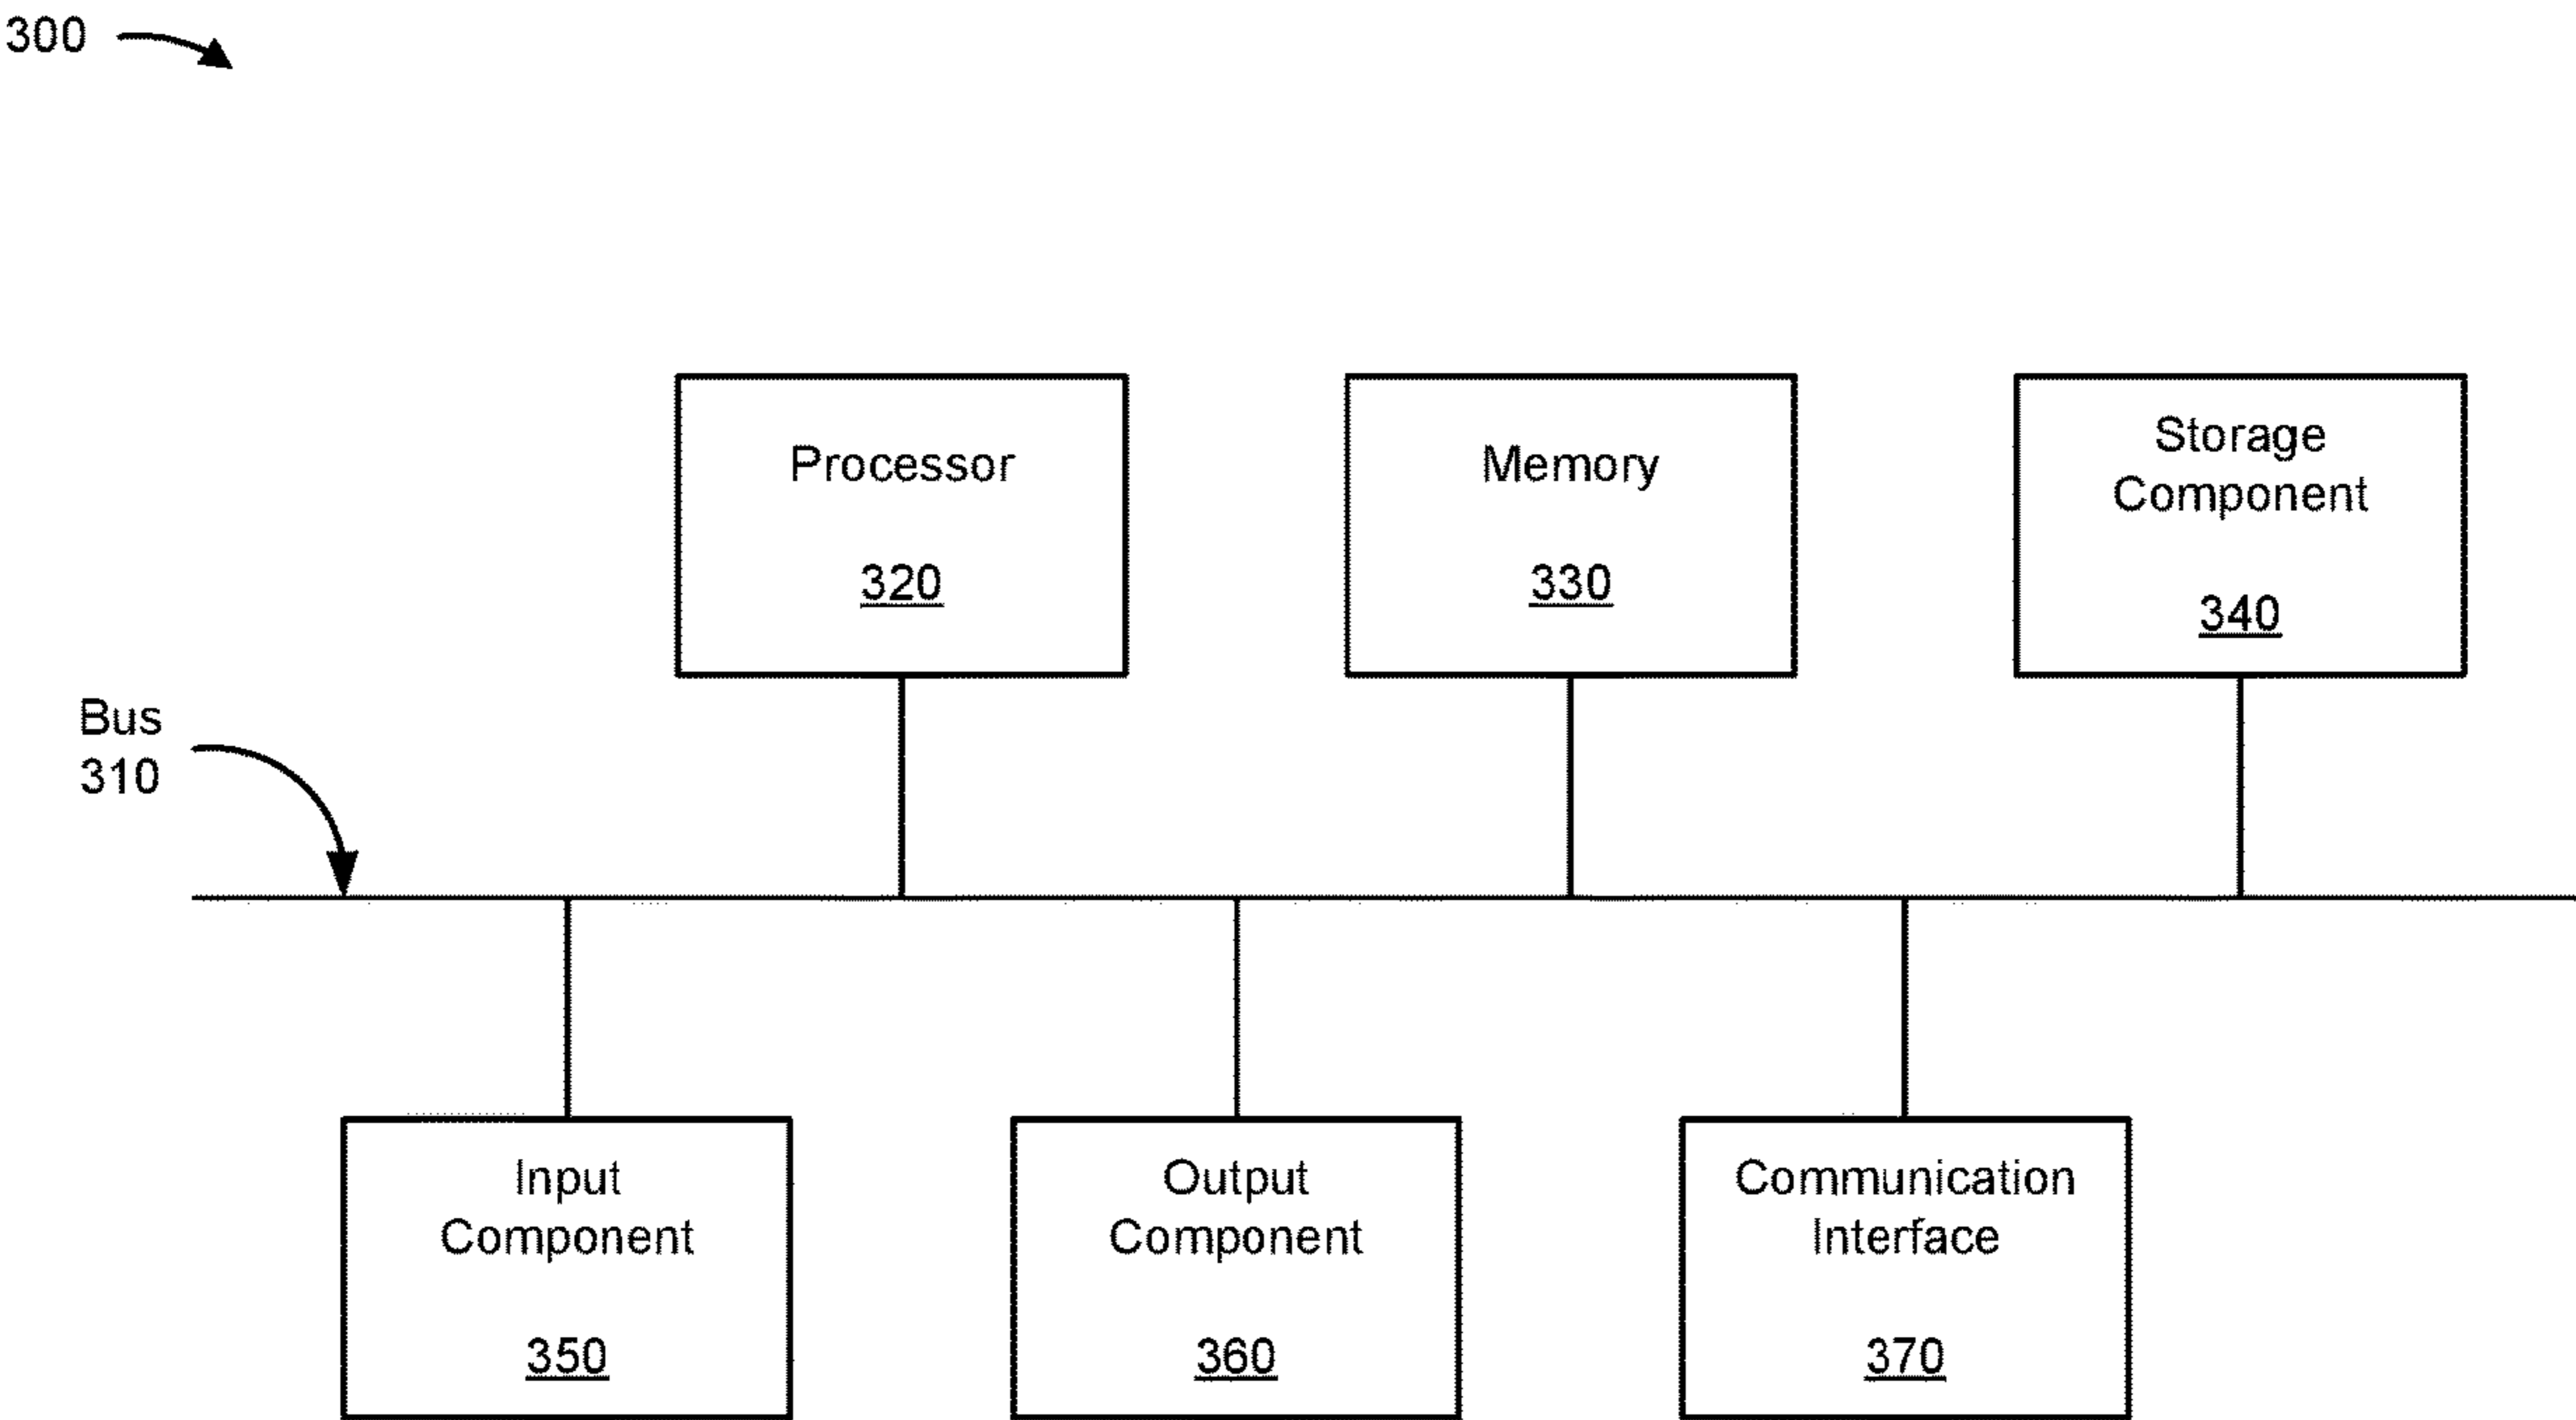 300
Processor
320
Memory
330
Storage
Component
340
Bus
310
Input
Component
350
Output
Component
360
Communication
Interface
370